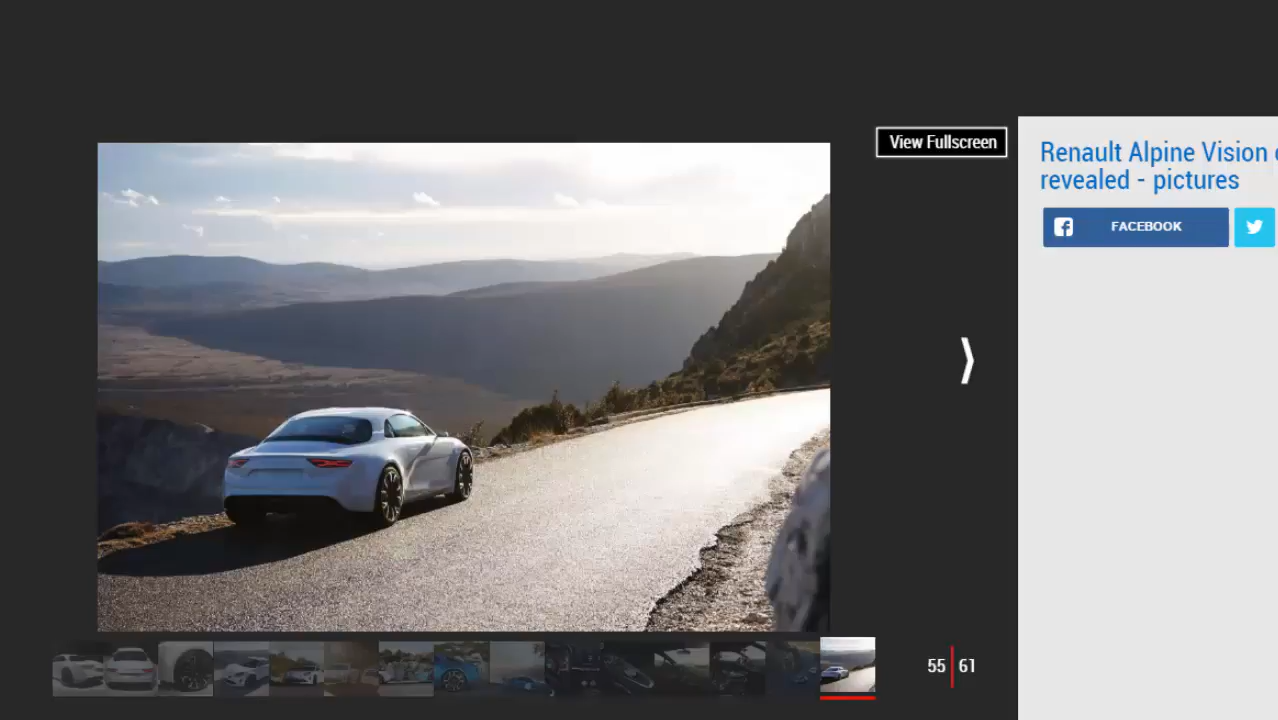 View Fullscreen
Renault Alpine Vision
revealed - pictures
FACEBOOK
55 61